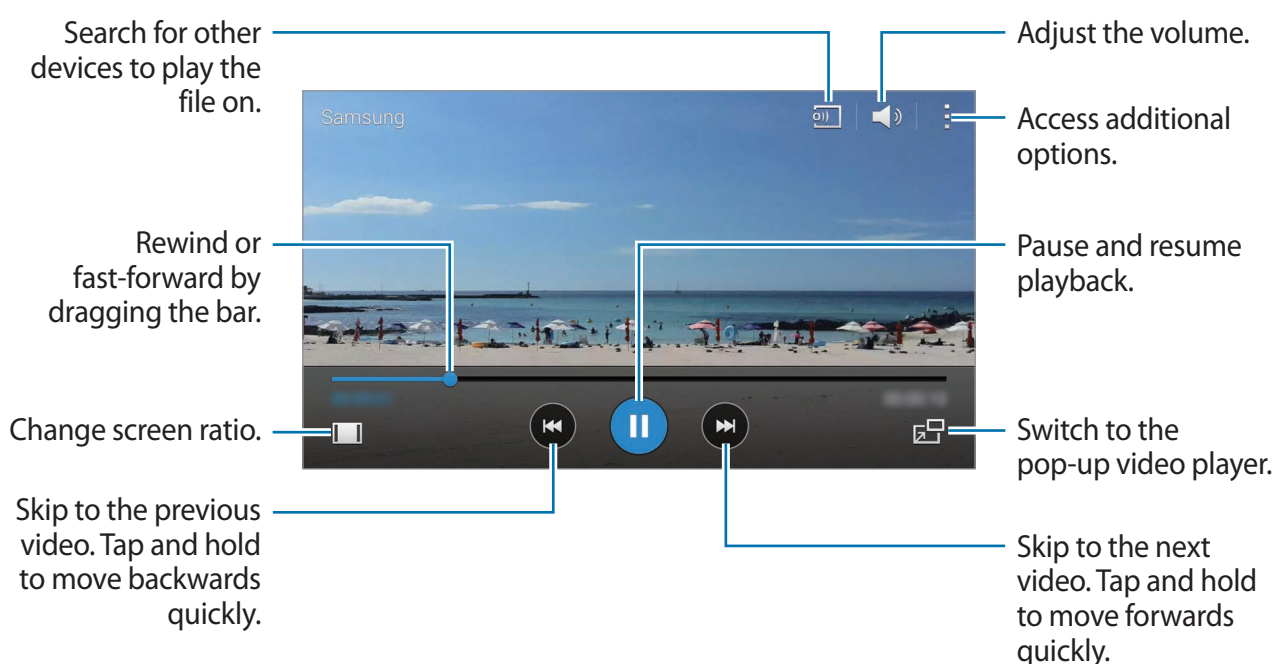 Search for other
devices to play the
file on.
Rewind or
fast-forward by
dragging the bar.
Change screen ratio.
Skip to the previous
video. Tap and hold
to move backwards
quickly.
Samsung
Adjust the volume.
Access additional
options.
Pause and resume
playback.
Switch to the
pop-up video player.
Skip to the next
video. Tap and hold
to move forwards
quickly.